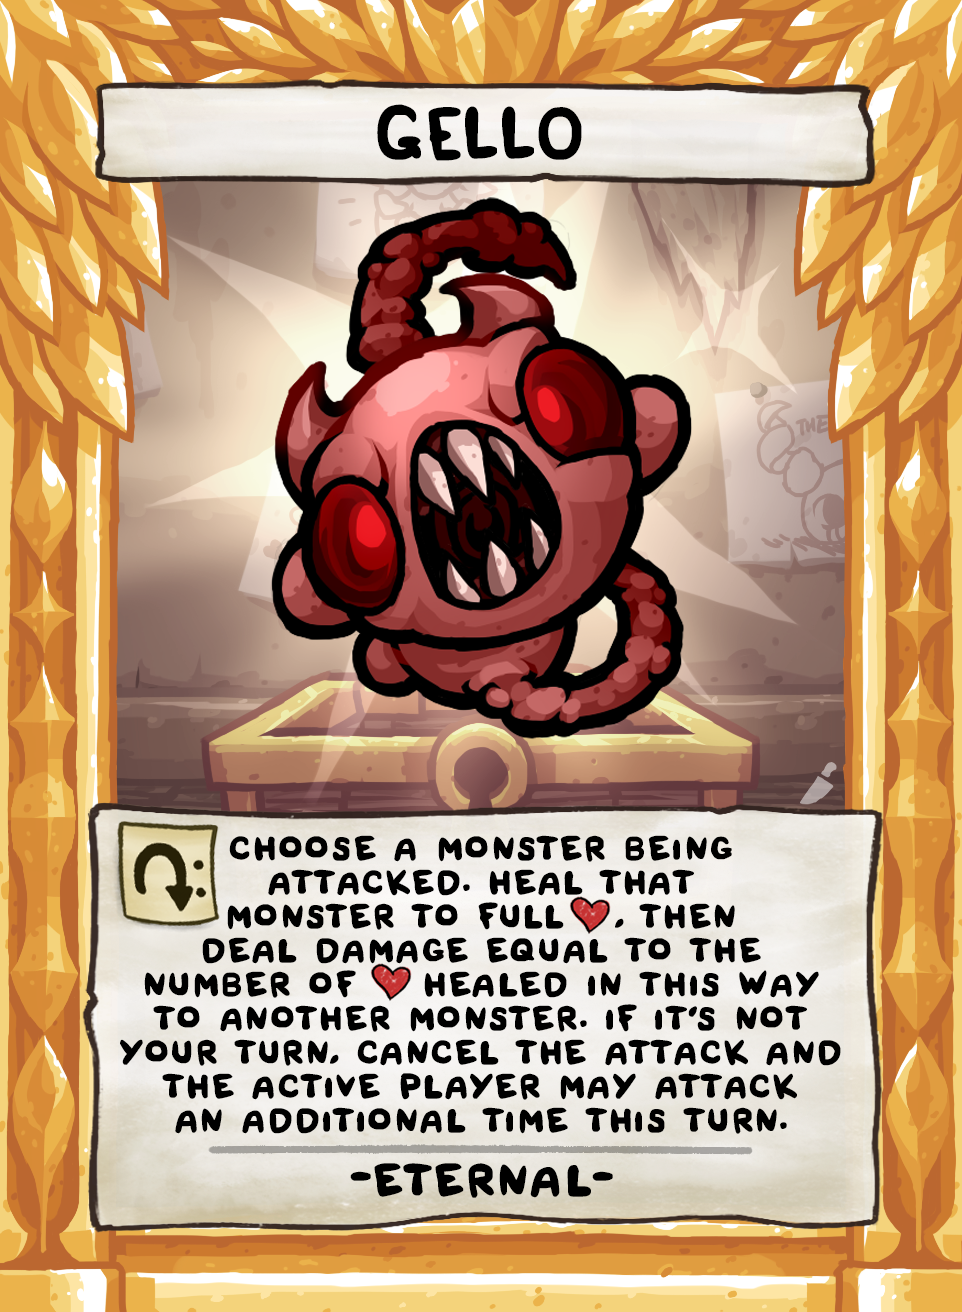 GELLO
THE
CHOOSE A MONSTER BEING
ATTACKED. HEAL THAT
MONSTER TO FULL ❤. THEN
DEAL DAMAGE EQUAL TO THE
NUMBER OF ❤ HEALED IN THIS WAY
TO ANOTHER MONSTER. IF IT'S NOT
YOUR TURN, CANCEL THE ATTACK AND
THE ACTIVE PLAYER MAY ATTACK
AN ADDITIONAL TIME THIS TURN.
-ETERNAL-